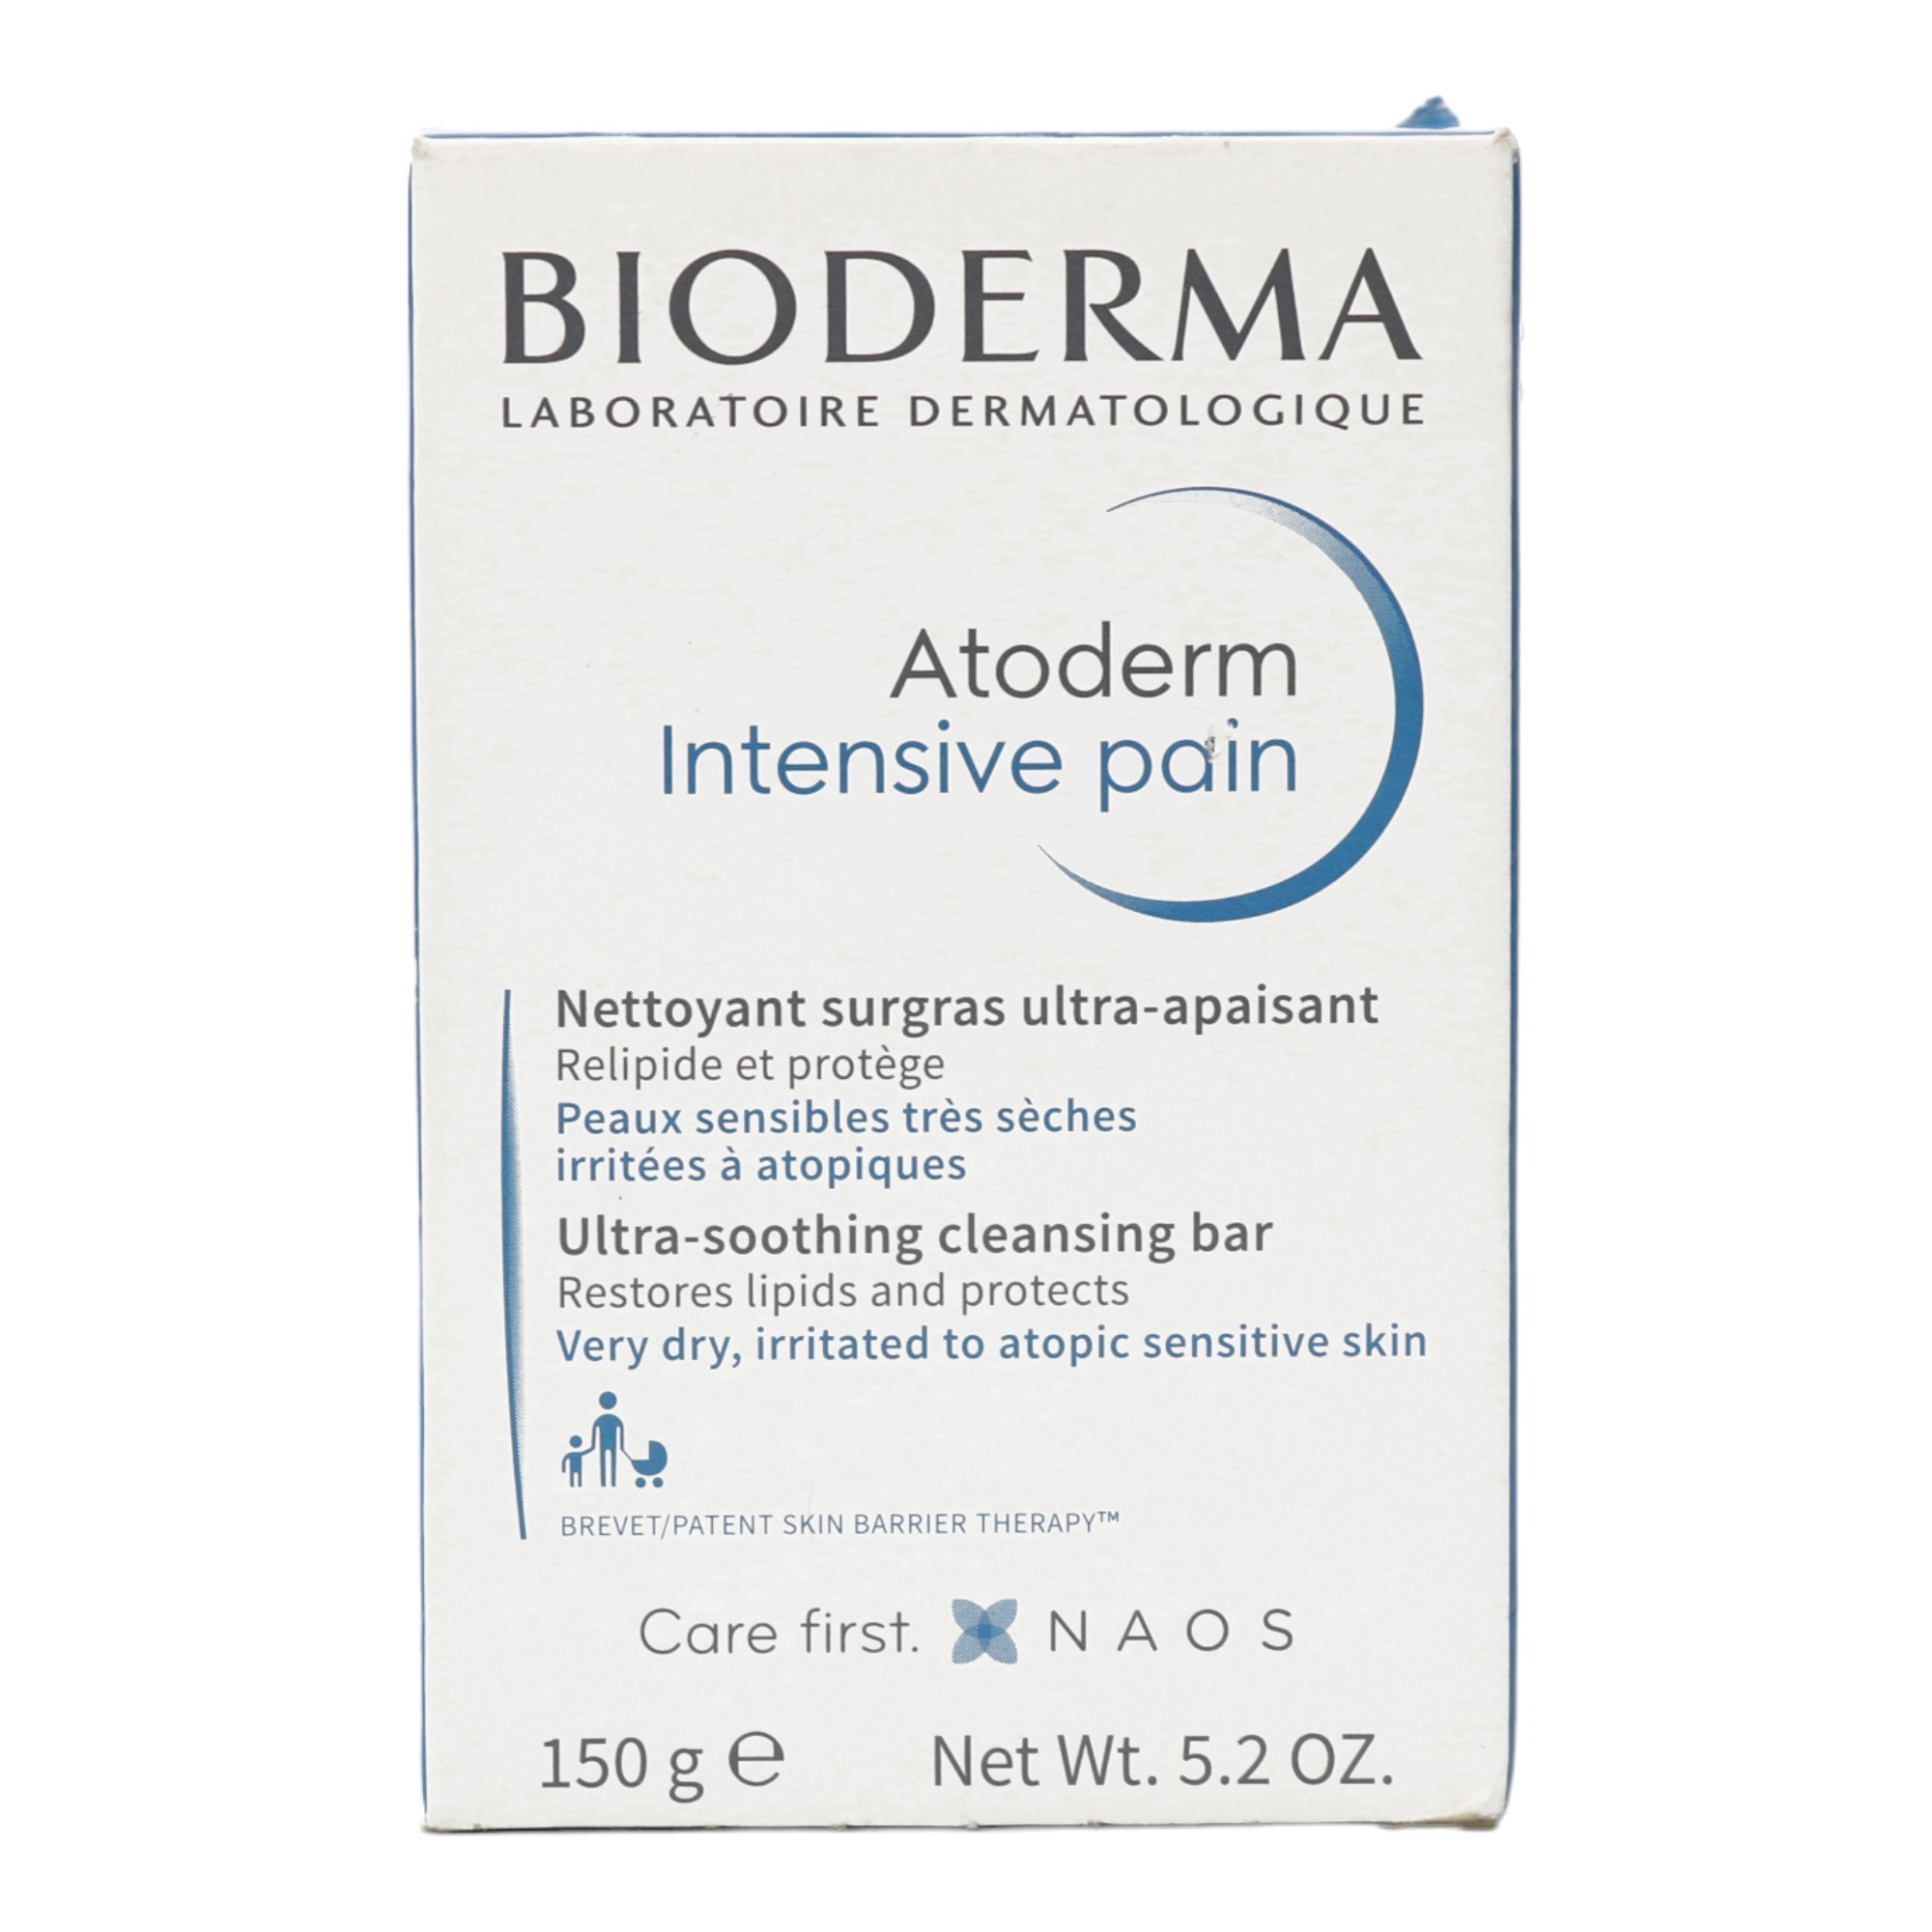 BIODERMA
LABORATOIRE DERMATOLOGIQUE
Atoderm
Intensive pain
Nettoyant surgras ultra-apaisant
Relipide et protège
Peaux sensibles très sèches
irritées à atopiques
Ultra-soothing cleansing bar
Restores lipids and protects
Very dry, irritated to atopic sensitive skin
BREVET/PATENT SKIN BARRIER THERAPY™
Care first. NAOS
150 g ℮ Net Wt. 5.2 OZ.